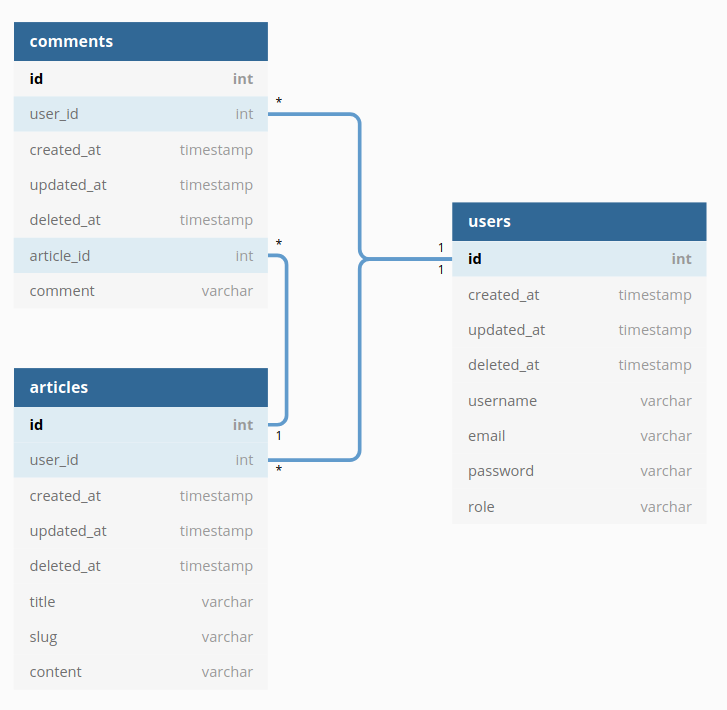 comments
id int
user_id int *
created_at timestamp
updated_at timestamp
deleted_at timestamp
article_id int *
comment varchar
articles
id int 1
user_id int *
created_at timestamp
updated_at timestamp
deleted_at timestamp
title varchar
slug varchar
content varchar
users
1
id int
1
created_at timestamp
updated_at timestamp
deleted_at timestamp
username varchar
email varchar
password varchar
role varchar